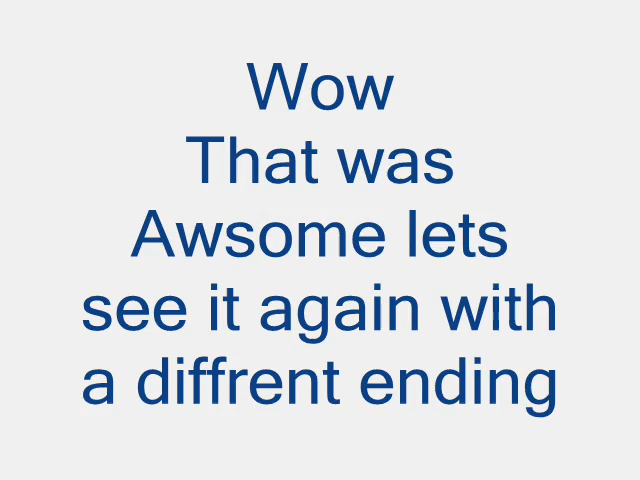 Wow
That was
Awsome lets
see it again with
a diffrent ending